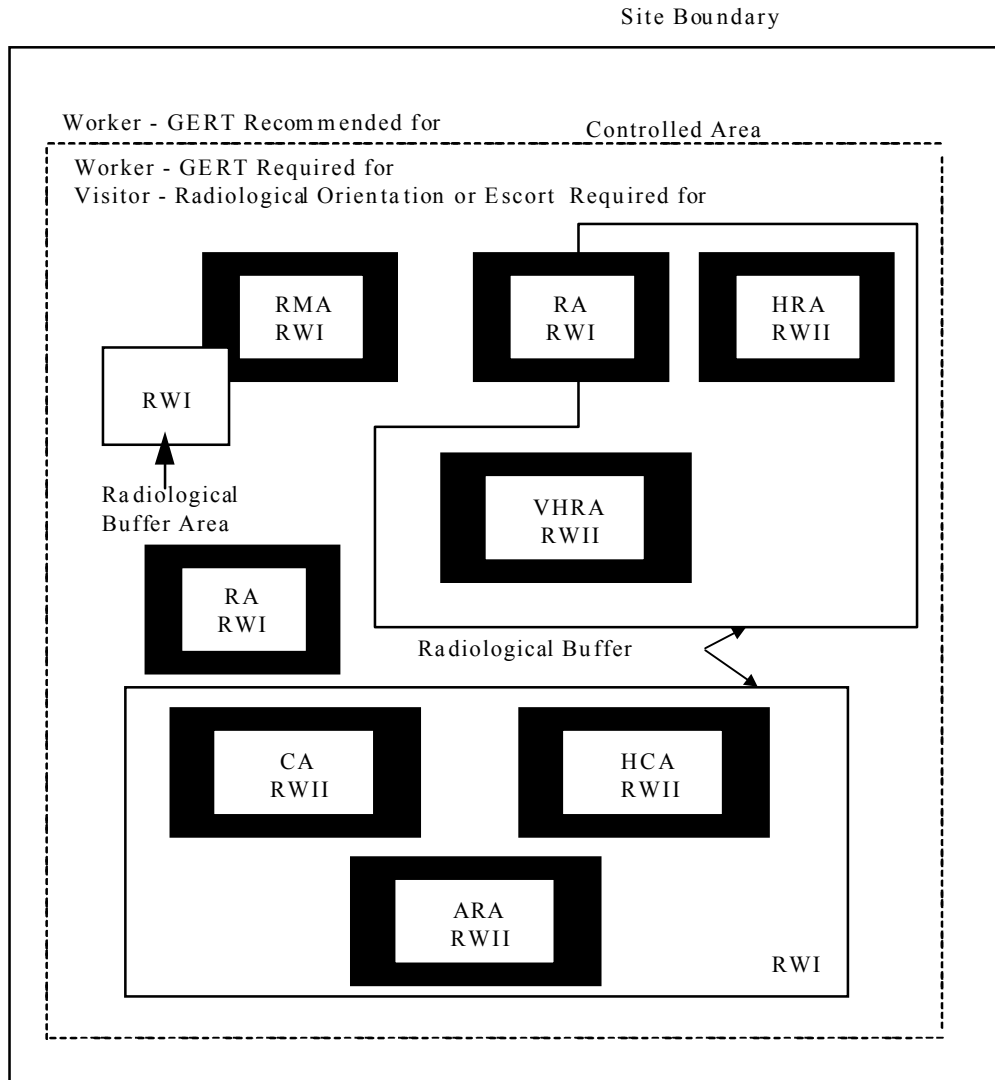 Site Boundary
Worker - GERT Recommended for
Controlled Area
Worker - GERT Required for
Visitor - Radiological Orientation or Escort Required for
RMA
RWI
RA
RWI
HRA
RWII
RWI
Radiological
Buffer Area
VHRA
RWII
RA
RWI
Radiological Buffer
CA
RWII
HCA
RWII
ARA
RWII
RWI